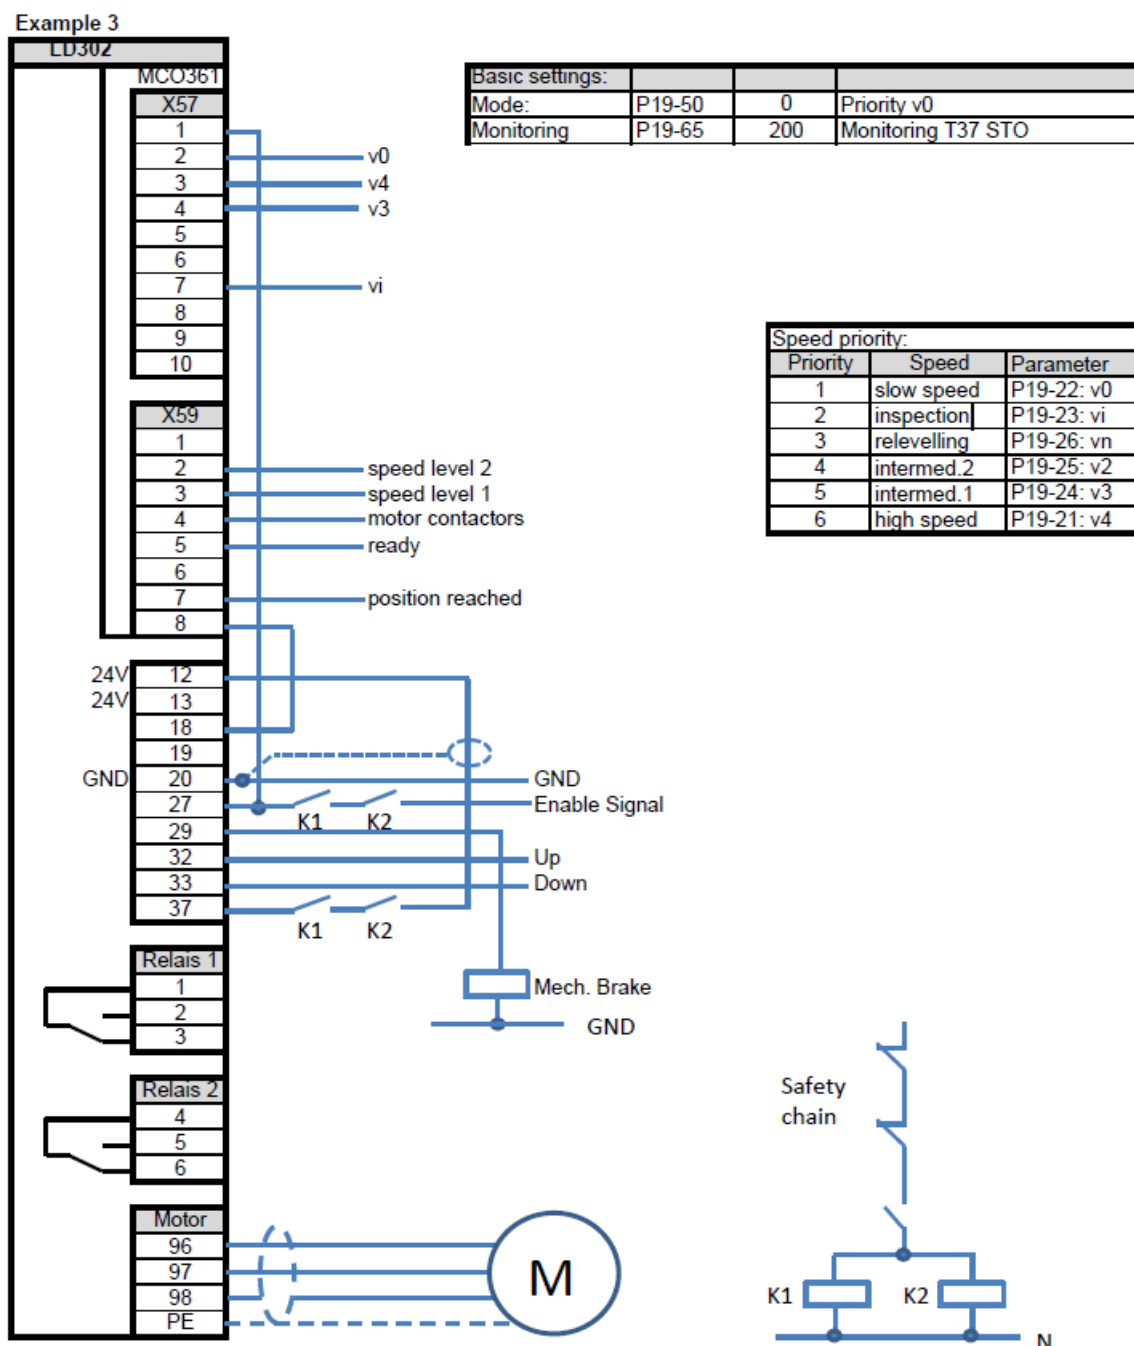 Example 3
LD302
MCO361
X57
1
2 v0
3 v4
4 v3
5
6
7 vi
8
9
10
Basic settings:
Mode: P19-50 0 Priority v0
Monitoring P19-65 200 Monitoring T37 STO
Speed priority:
Priority Speed Parameter
1 slow speed P19-22: v0
2 inspection P19-23: vi
3 relevelling P19-26: vn
4 intermed.2 P19-25: v2
5 intermed.1 P19-24: v3
6 high speed P19-21: v4
X59
1
2 speed level 2
3 speed level 1
4 motor contactors
5 ready
6
7 position reached
8
24V 12
24V 13
18
19
GND 20 GND
27 K1 K2 Enable Signal
29
32 Up
33 Down
37 K1 K2
Relais 1
1
2
3
Mech. Brake
GND
Relais 2
4
5
6
Safety
chain
Motor
96
97
98
PE
M
K1 K2
N